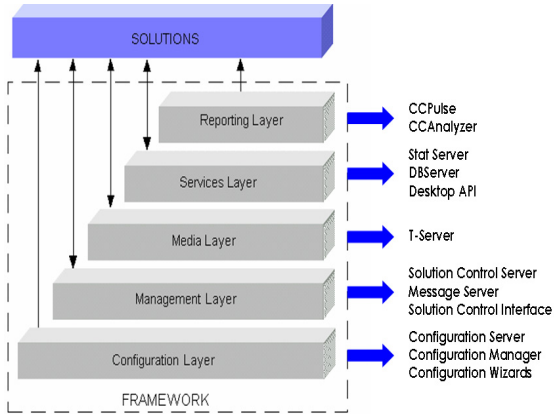 SOLUTIONS
Reporting Layer
CCPulse
CCAnalyzer
Services Layer
Stat Server
DBServer
Desktop API
Media Layer
T-Server
Management Layer
Solution Control Server
Message Server
Solution Control Interface
Configuration Layer
Configuration Server
Configuration Manager
Configuration Wizards
FRAMEWORK